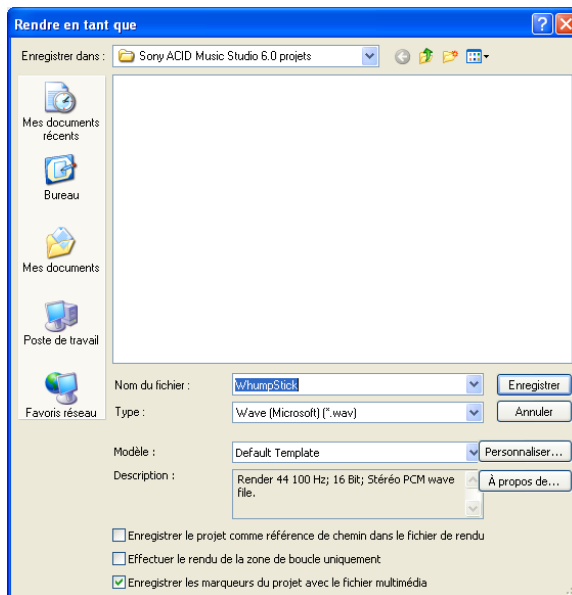 Rendre en tant que
Enregistrer dans :
Sony ACID Music Studio 6.0 projets
Mes documents
récents
Bureau
Mes documents
Poste de travail
Favoris réseau
Nom du fichier :
WhumpStick
Enregistrer
Type :
Wave (Microsoft) (*.wav)
Annuler
Modèle :
Default Template
Personnaliser...
Description :
Render 44 100 Hz; 16 Bit; Stéréo PCM wave
file.
À propos de...
Enregistrer le projet comme référence de chemin dans le fichier de rendu
Effectuer le rendu de la zone de boucle uniquement
Enregistrer les marqueurs du projet avec le fichier multimédia